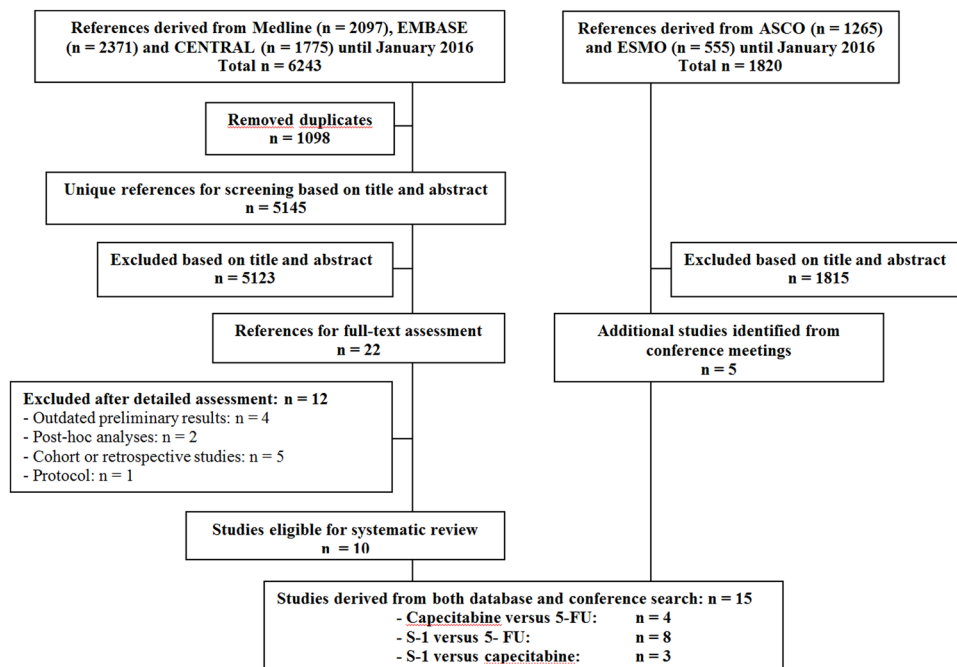 References derived from Medline (n = 2097), EMBASE
(n = 2371) and CENTRAL (n = 1775) until January 2016
Total n = 6243
References derived from ASCO (n = 1265)
and ESMO (n = 555) until January 2016
Total n = 1820
Removed duplicates
n = 1098
Unique references for screening based on title and abstract
n = 5145
Excluded based on title and abstract
n = 5123
Excluded based on title and abstract
n = 1815
References for full-text assessment
n = 22
Additional studies identified from
conference meetings
n = 5
Excluded after detailed assessment: n = 12
- Outdated preliminary results: n = 4
- Post-hoc analyses: n = 2
- Cohort or retrospective studies: n = 5
- Protocol: n = 1
Studies eligible for systematic review
n = 10
Studies derived from both database and conference search: n = 15
- Capecitabine versus 5-FU: n = 4
- S-1 versus 5- FU: n = 8
- S-1 versus capecitabine: n = 3